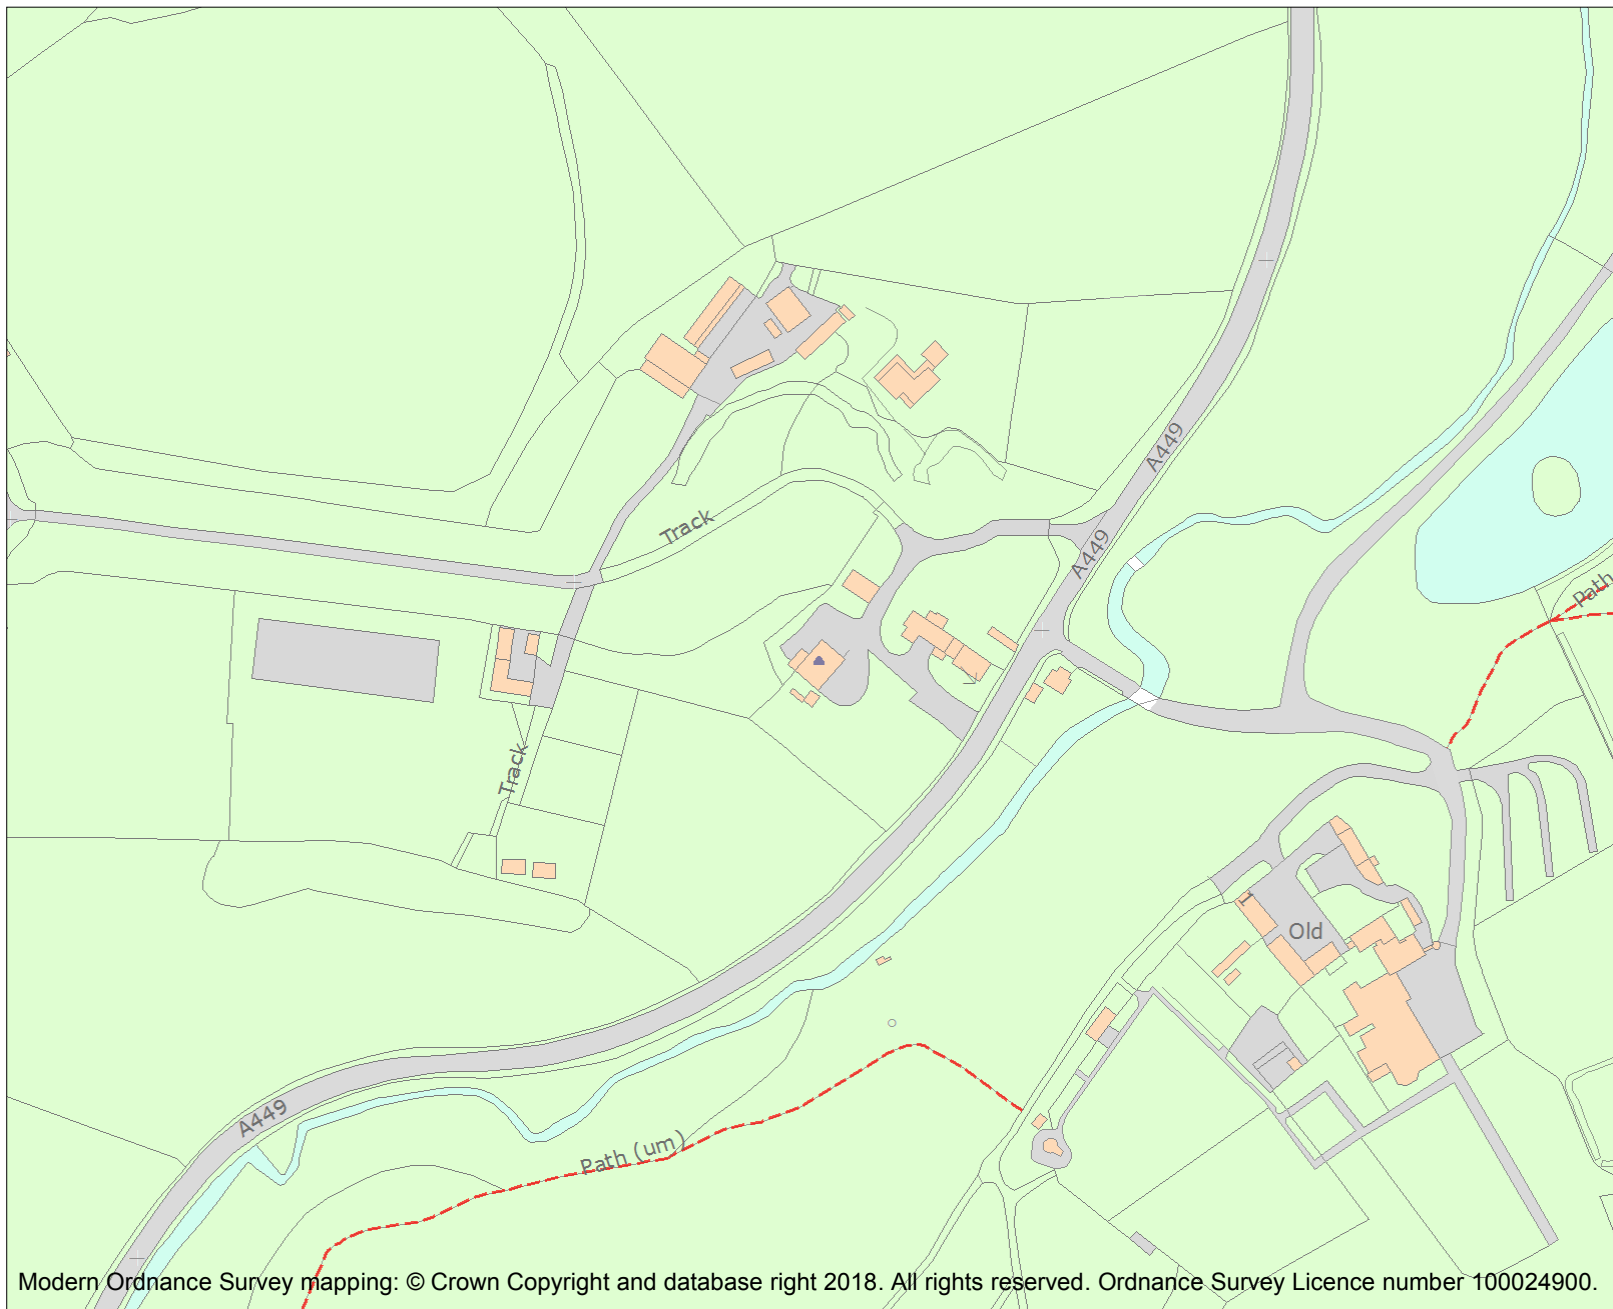 A449
Track
A449
Path
Track
1
Old
A449
Path (um)
Modern Ordnance Survey mapping: © Crown Copyright and database right 2018. All rights reserved. Ordnance Survey Licence number 100024900.